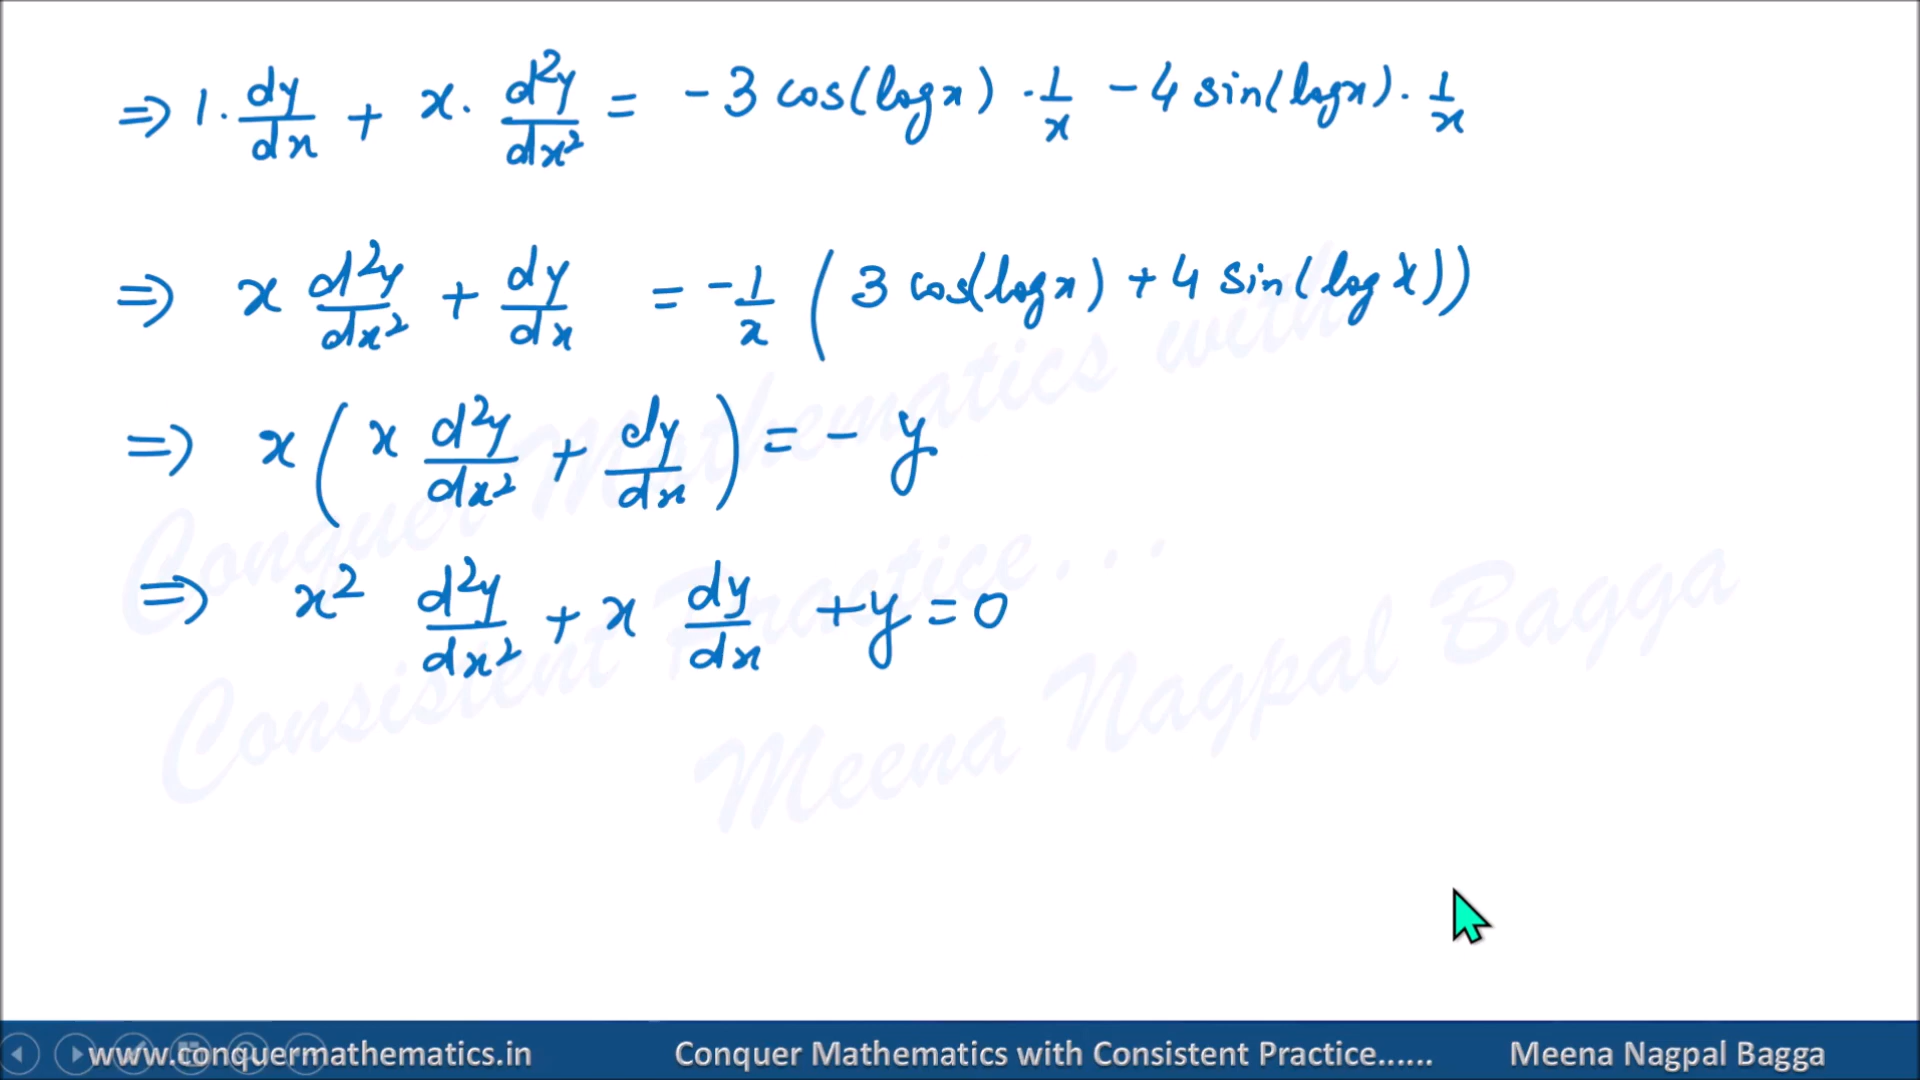 ⇒ 1. dy/dx + x. d²y/dx² = -3 cos(log x) . 1/x - 4 sin(log x) . 1/x
⇒ x d²y/dx² + dy/dx = -1/x (3 cos(log x) + 4 sin(log x))
⇒ x(x d²y/dx² + dy/dx) = - y
⇒ x² d²y/dx² + x dy/dx + y = 0
Conquer Mathematics with
Consistent Practice...
Meena Nagpal Bagga
www.conquermathematics.in Conquer Mathematics with Consistent Practice...... Meena Nagpal Bagga